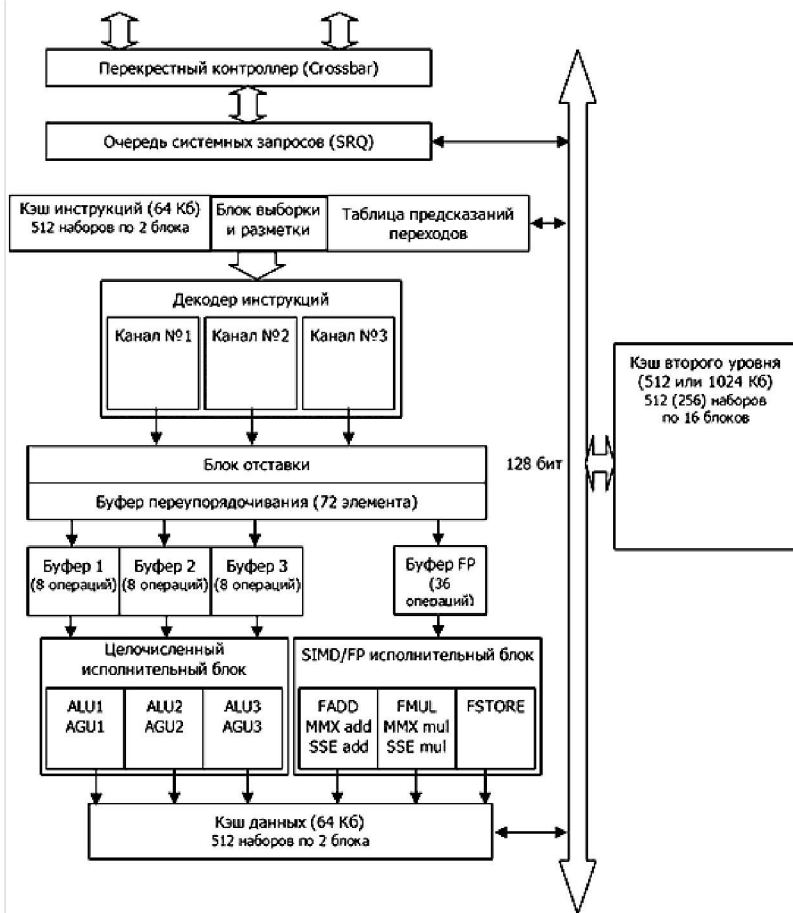 Перекрестный контроллер (Crossbar)
Очередь системных запросов (SRQ)
Кэш инструкций (64 Кб)
512 наборов по 2 блока
Блок выборки
и разметки
Таблица предсказаний
переходов
Декодер инструкций
Канал №1
Канал №2
Канал №3
Кэш второго уровня
(512 или 1024 Кб)
512 (256) наборов
по 16 блоков
Блок отставки
128 бит
Буфер переупорядочивания (72 элемента)
Буфер 1
(8 операций)
Буфер 2
(8 операций)
Буфер 3
(8 операций)
Буфер FP
(36
операций)
Целочисленный
исполнительный блок
SIMD/FP исполнительный блок
ALU1
AGU1
ALU2
AGU2
ALU3
AGU3
FADD
MMX add
SSE add
FMUL
MMX mul
SSE mul
FSTORE
Кэш данных (64 Кб)
512 наборов по 2 блока